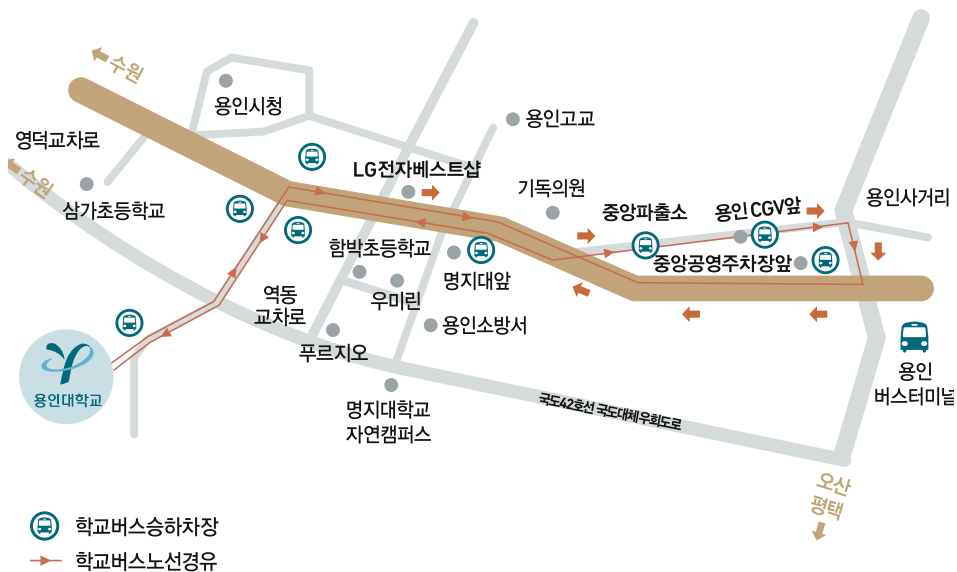 수원
용인시청
영덕교차로
수원
삼가초등학교
LG전자베스트샵
용인고교
기독의원
중앙파출소
용인 CGV앞
용인사거리
함박초등학교
명지대앞
중앙공영주차장앞
우미린
역동
교차로
푸르지오
용인소방서
용인대학교
명지대학교
자연캠퍼스
국도42호선 국도대체우회도로
용인
버스터미널
오산
평택
학교버스승하차장
학교버스노선경유